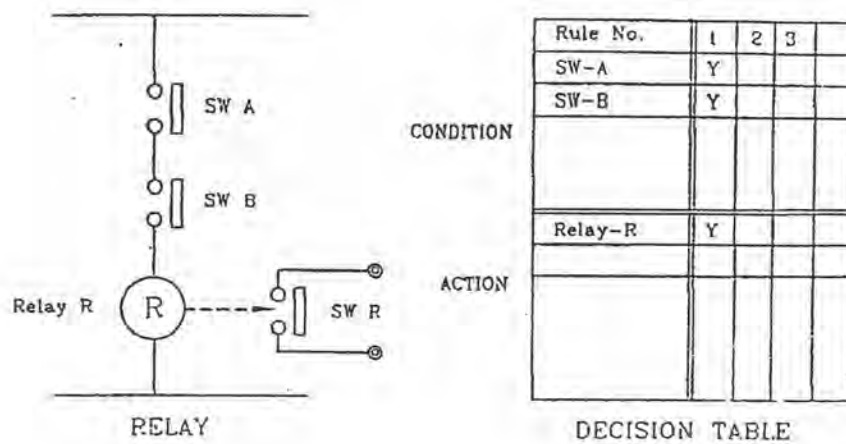 SW A
SW B
Relay R
R
SW R
RELAY
CONDITION
ACTION
Rule No. 1 2 3
SW-A Y
SW-B Y
Relay-R Y
DECISION TABLE